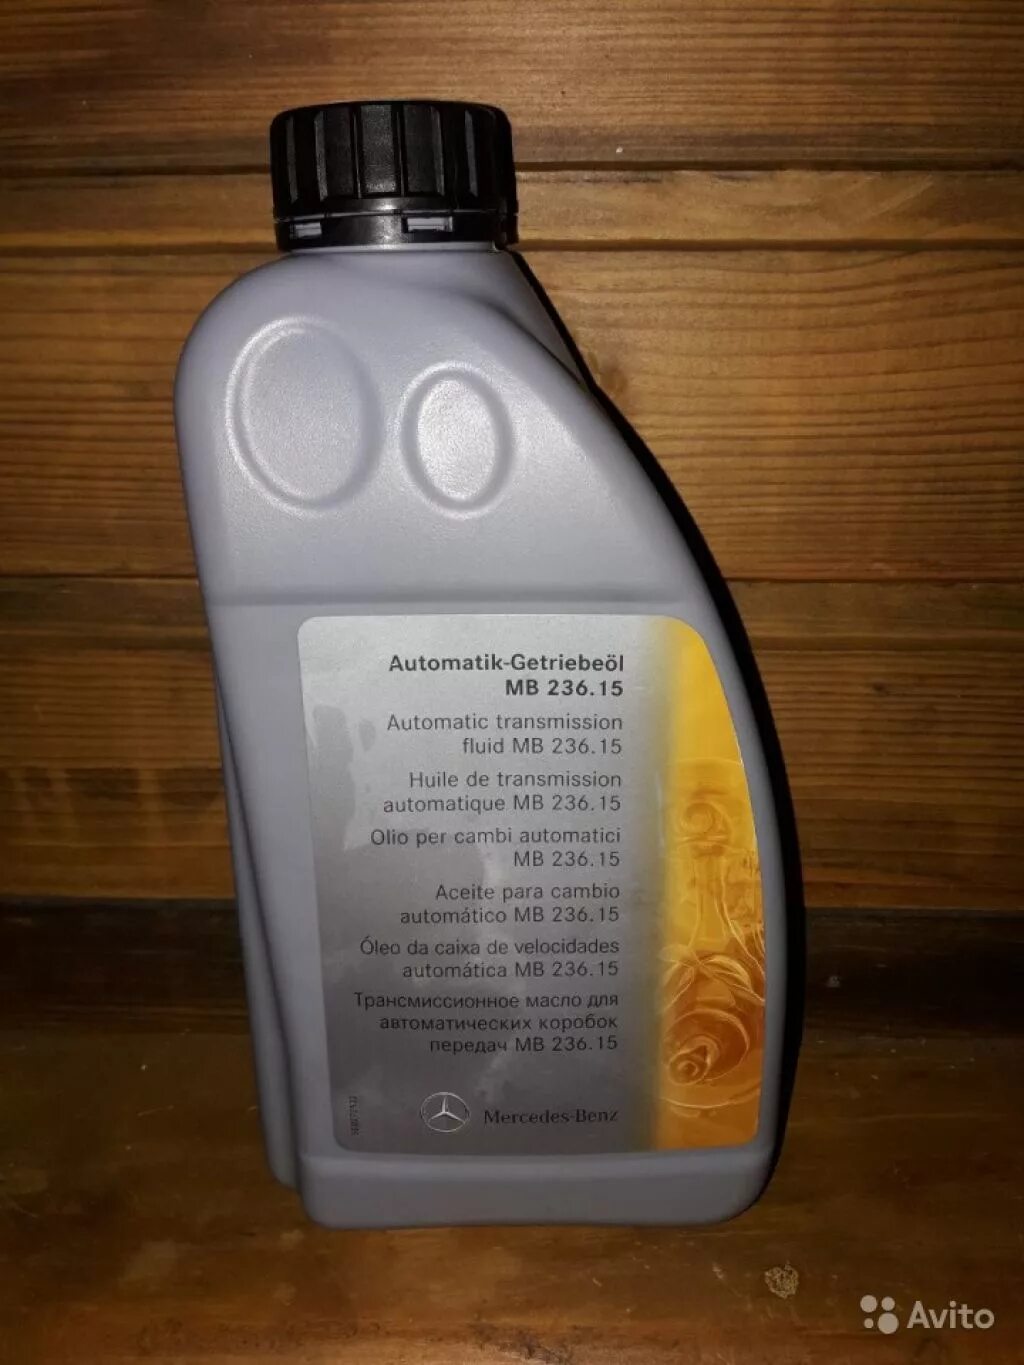 Automatik-Getriebeöl
MB 236.15
Automatic transmission
fluid MB 236.15
Huile de transmission
automatique MB 236.15
Olio per cambi automatici
MB 236.15
Aceite para cambio
automático MB 236.15
Óleo da caixa de velocidades
automática MB 236.15
Трансмиссионное масло для
автоматических коробок
передач MB 236.15
Mercedes-Benz
Avito